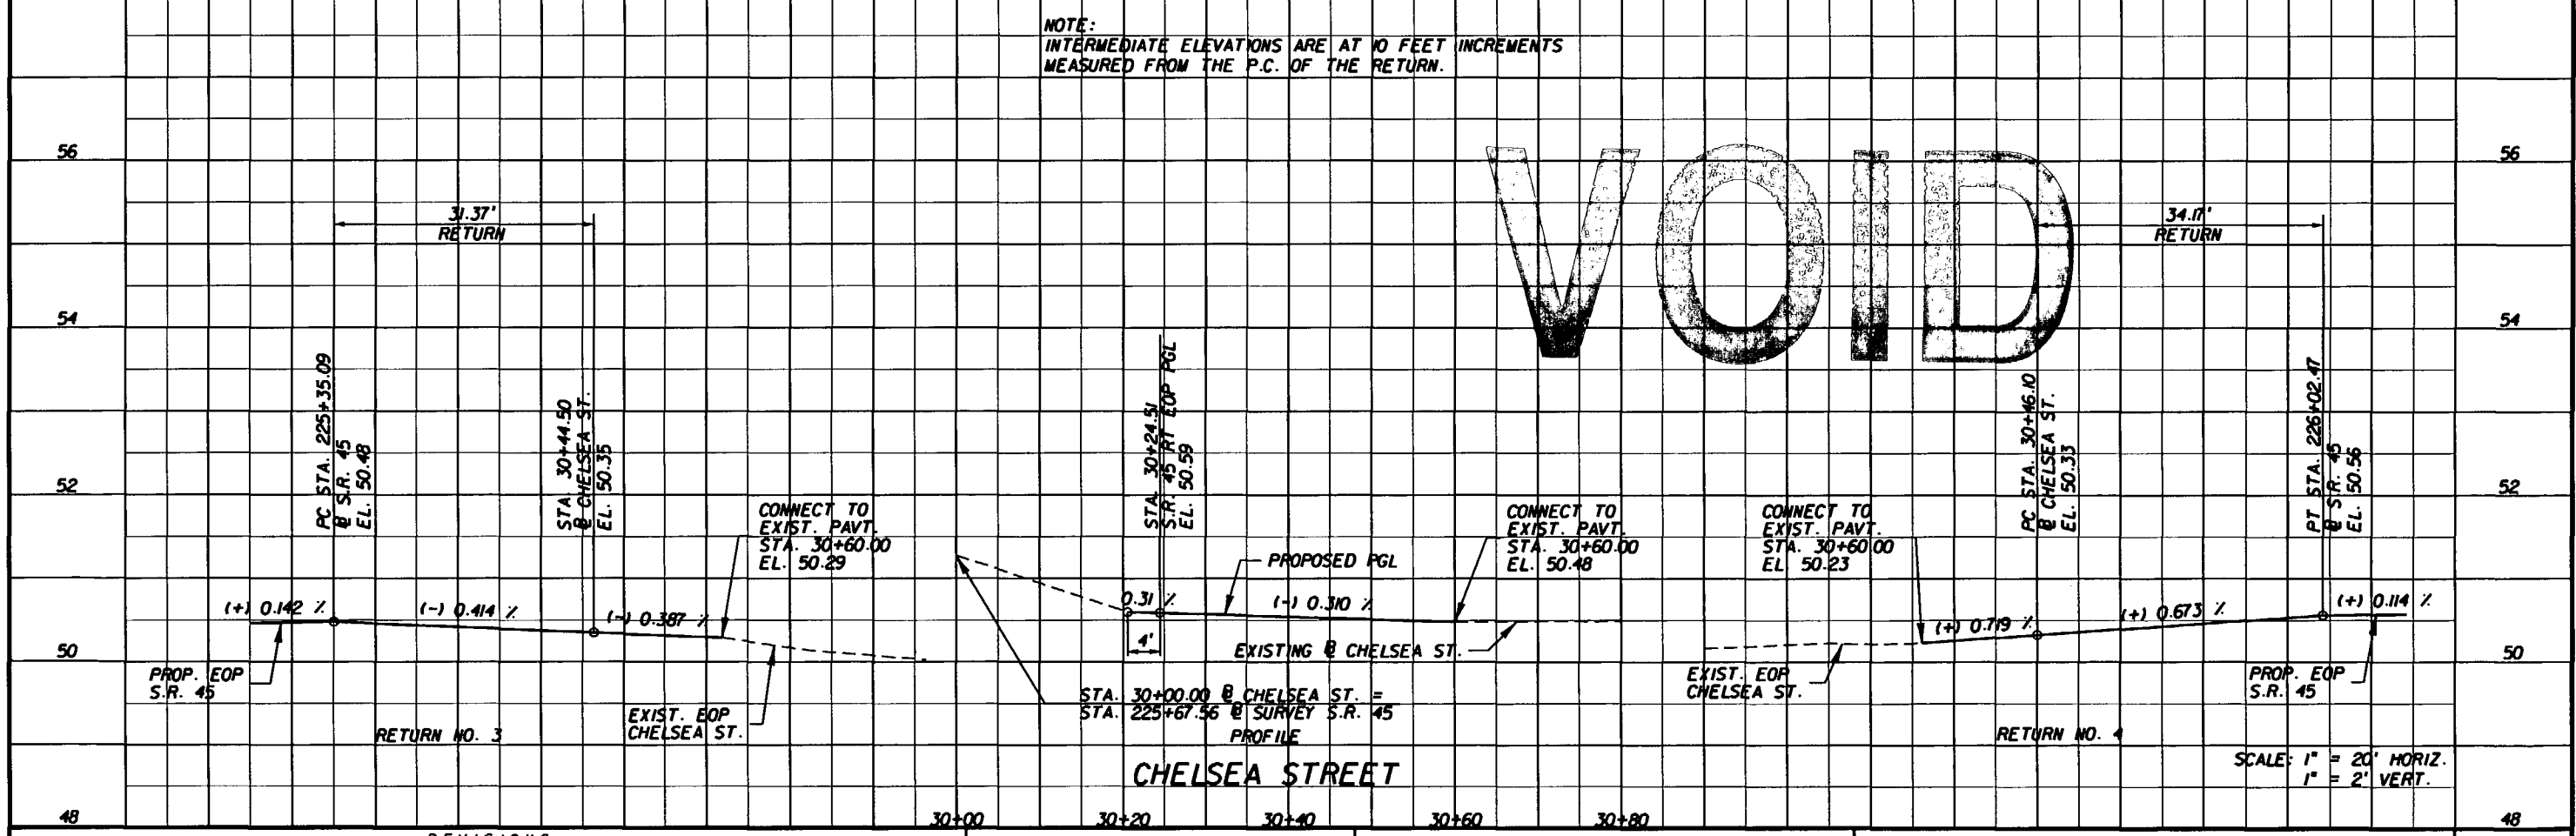 NOTE:
INTERMEDIATE ELEVATIONS ARE AT 10 FEET INCREMENTS
MEASURED FROM THE P.C. OF THE RETURN.
VOID
56
56
31.37'
RETURN
34.17'
RETURN
54
54
PC STA. 225+35.09
℄ S.R. 45
EL. 50.48
STA. 30+44.50
℄ CHELSEA ST.
EL. 50.35
STA. 30+24.51
S.R. 45 RT EOP PGL
EL. 50.59
PC STA. 30+46.10
℄ CHELSEA ST.
EL. 50.33
PT STA. 226+02.47
℄ S.R. 45
EL. 50.56
52
52
CONNECT TO
EXIST. PAVT.
STA. 30+60.00
EL. 50.29
CONNECT TO
EXIST. PAVT.
STA. 30+60.00
EL. 50.48
CONNECT TO
EXIST. PAVT.
STA. 30+60.00
EL. 50.23
PROPOSED PGL
(+) 0.142 %
(-) 0.414 %
(-) 0.387 %
0.31 %
(-) 0.310 %
(+) 0.719 %
(+) 0.673 %
(+) 0.114 %
4'
EXISTING ℄ CHELSEA ST.
50
50
PROP. EOP
S.R. 45
EXIST. EOP
CHELSEA ST.
STA. 30+00.00 ℄ CHELSEA ST. =
STA. 225+67.56 ℄ SURVEY S.R. 45
EXIST. EOP
CHELSEA ST.
PROP. EOP
S.R. 45
RETURN NO. 3
PROFILE
RETURN NO. 4
CHELSEA STREET
SCALE: 1" = 20' HORIZ.
1" = 2' VERT.
48
30+00
30+20
30+40
30+60
30+80
48